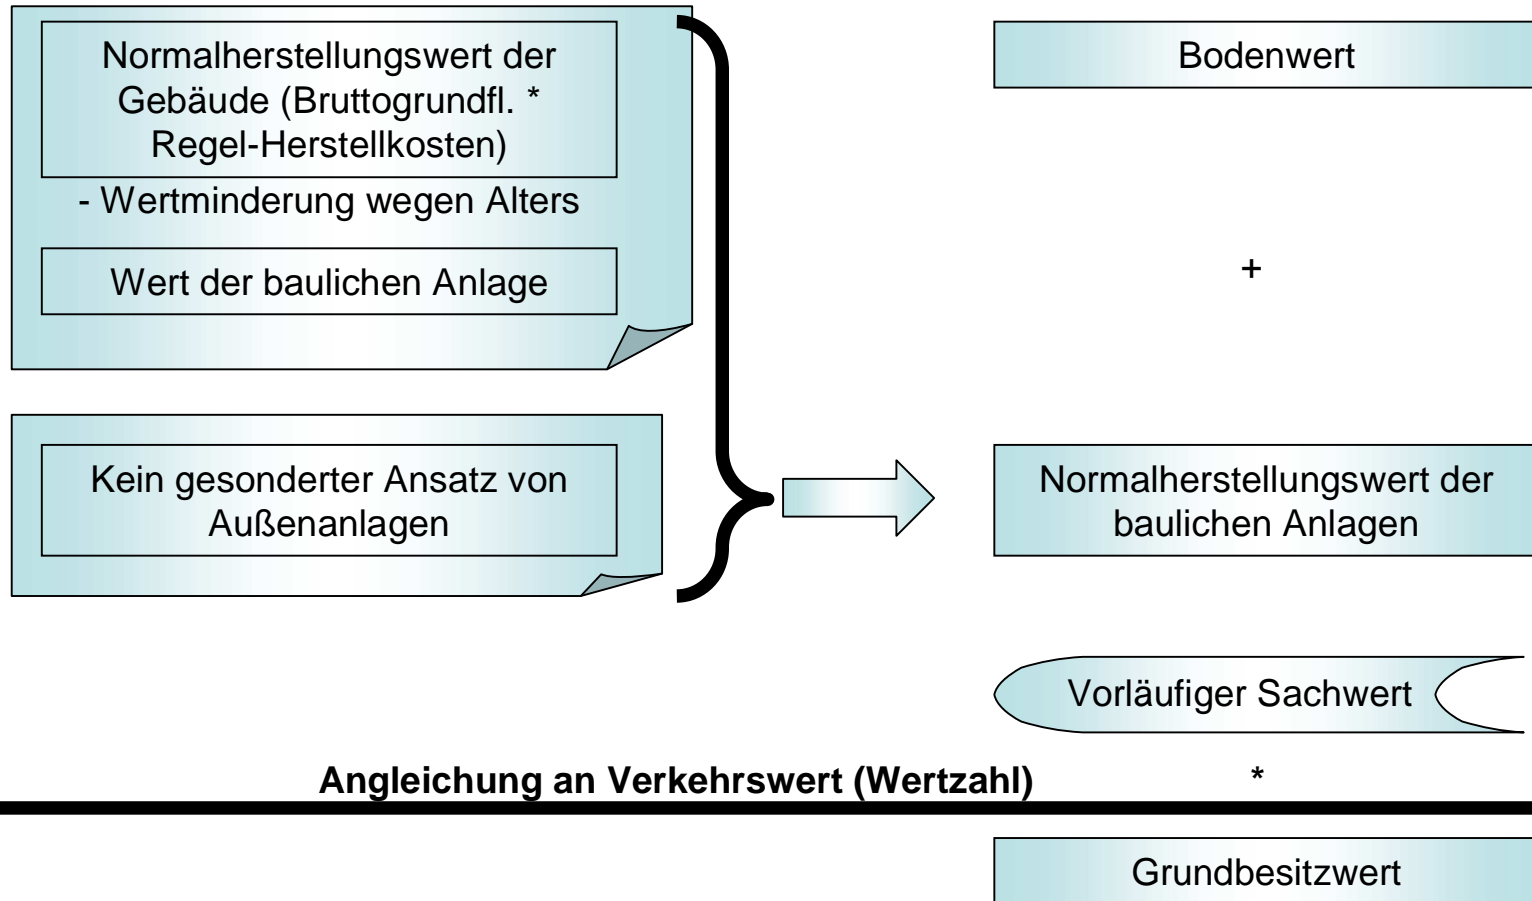 Normalherstellungswert der
Gebäude (Bruttogrundfl. *
Regel-Herstellkosten)
- Wertminderung wegen Alters
Wert der baulichen Anlage
Kein gesonderter Ansatz von
Außenanlagen
Bodenwert
+
Normalherstellungswert der
baulichen Anlagen
Vorläufiger Sachwert
Angleichung an Verkehrswert (Wertzahl) *
Grundbesitzwert